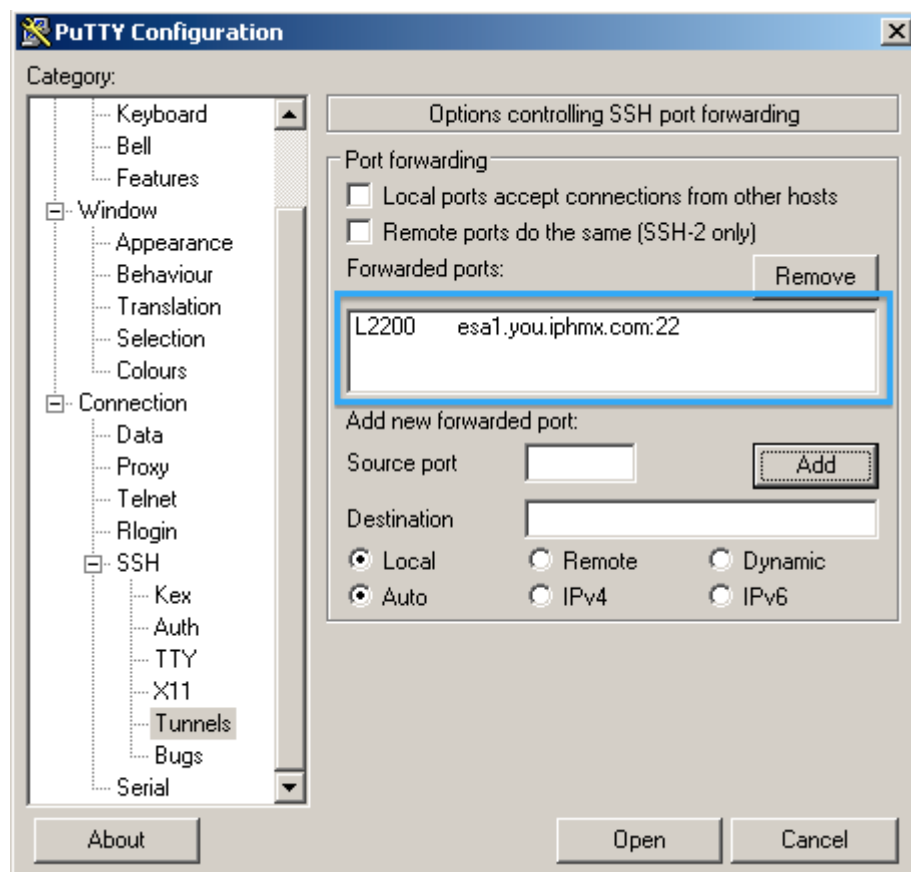 PuTTY Configuration
Category:
Keyboard
Bell
Features
Window
Appearance
Behaviour
Translation
Selection
Colours
Connection
Data
Proxy
Telnet
Rlogin
SSH
Kex
Auth
TTY
X11
Tunnels
Bugs
Serial
Options controlling SSH port forwarding
Port forwarding
Local ports accept connections from other hosts
Remote ports do the same (SSH-2 only)
Forwarded ports:
Remove
L2200 esa1.you.iphmx.com:22
Add new forwarded port:
Source port
Add
Destination
Local Remote Dynamic
Auto IPv4 IPv6
About Open Cancel